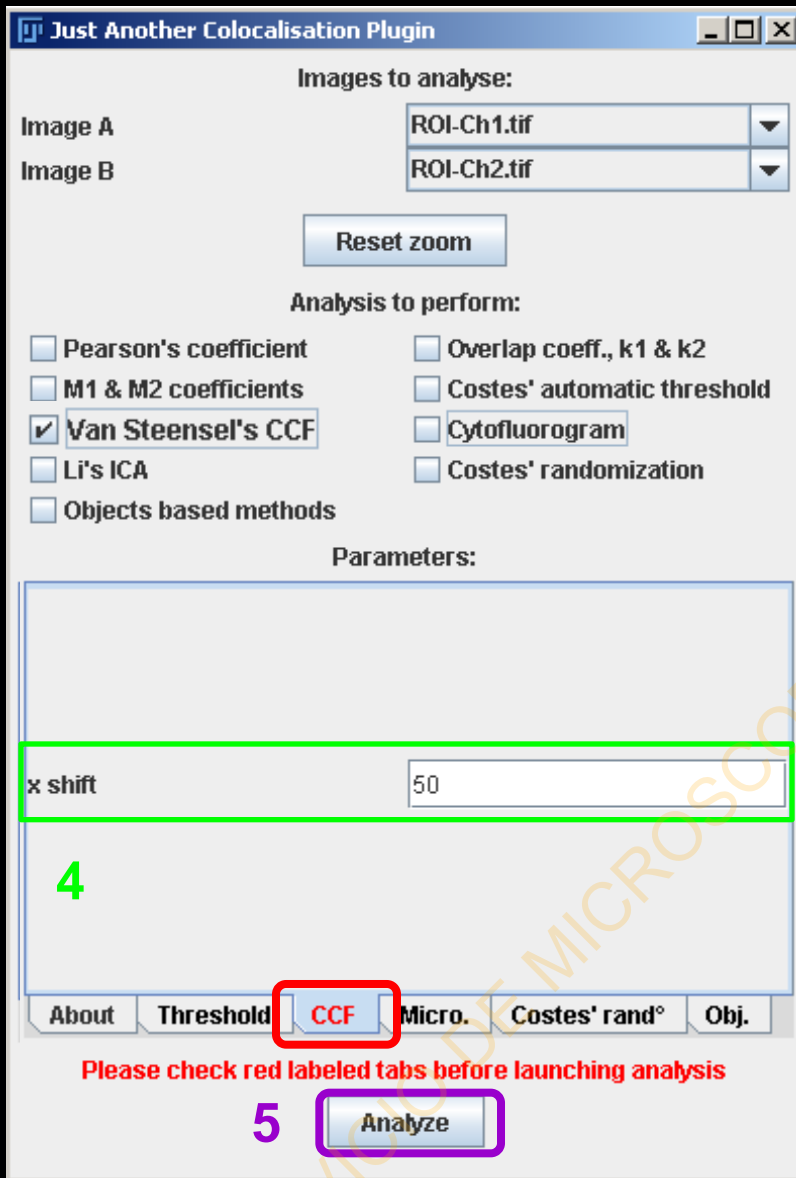 Just Another Colocalisation Plugin
Images to analyse:
Image A ROI-Ch1.tif
Image B ROI-Ch2.tif
Reset zoom
Analysis to perform:
Pearson's coefficient Overlap coeff., k1 & k2
M1 & M2 coefficients Costes' automatic threshold
Van Steensel's CCF Cytofluorogram
Li's ICA Costes' randomization
Objects based methods
Parameters:
x shift 50
4
About Threshold CCF Micro. Costes' rand° Obj.
Please check red labeled tabs before launching analysis
5 Analyze
DE